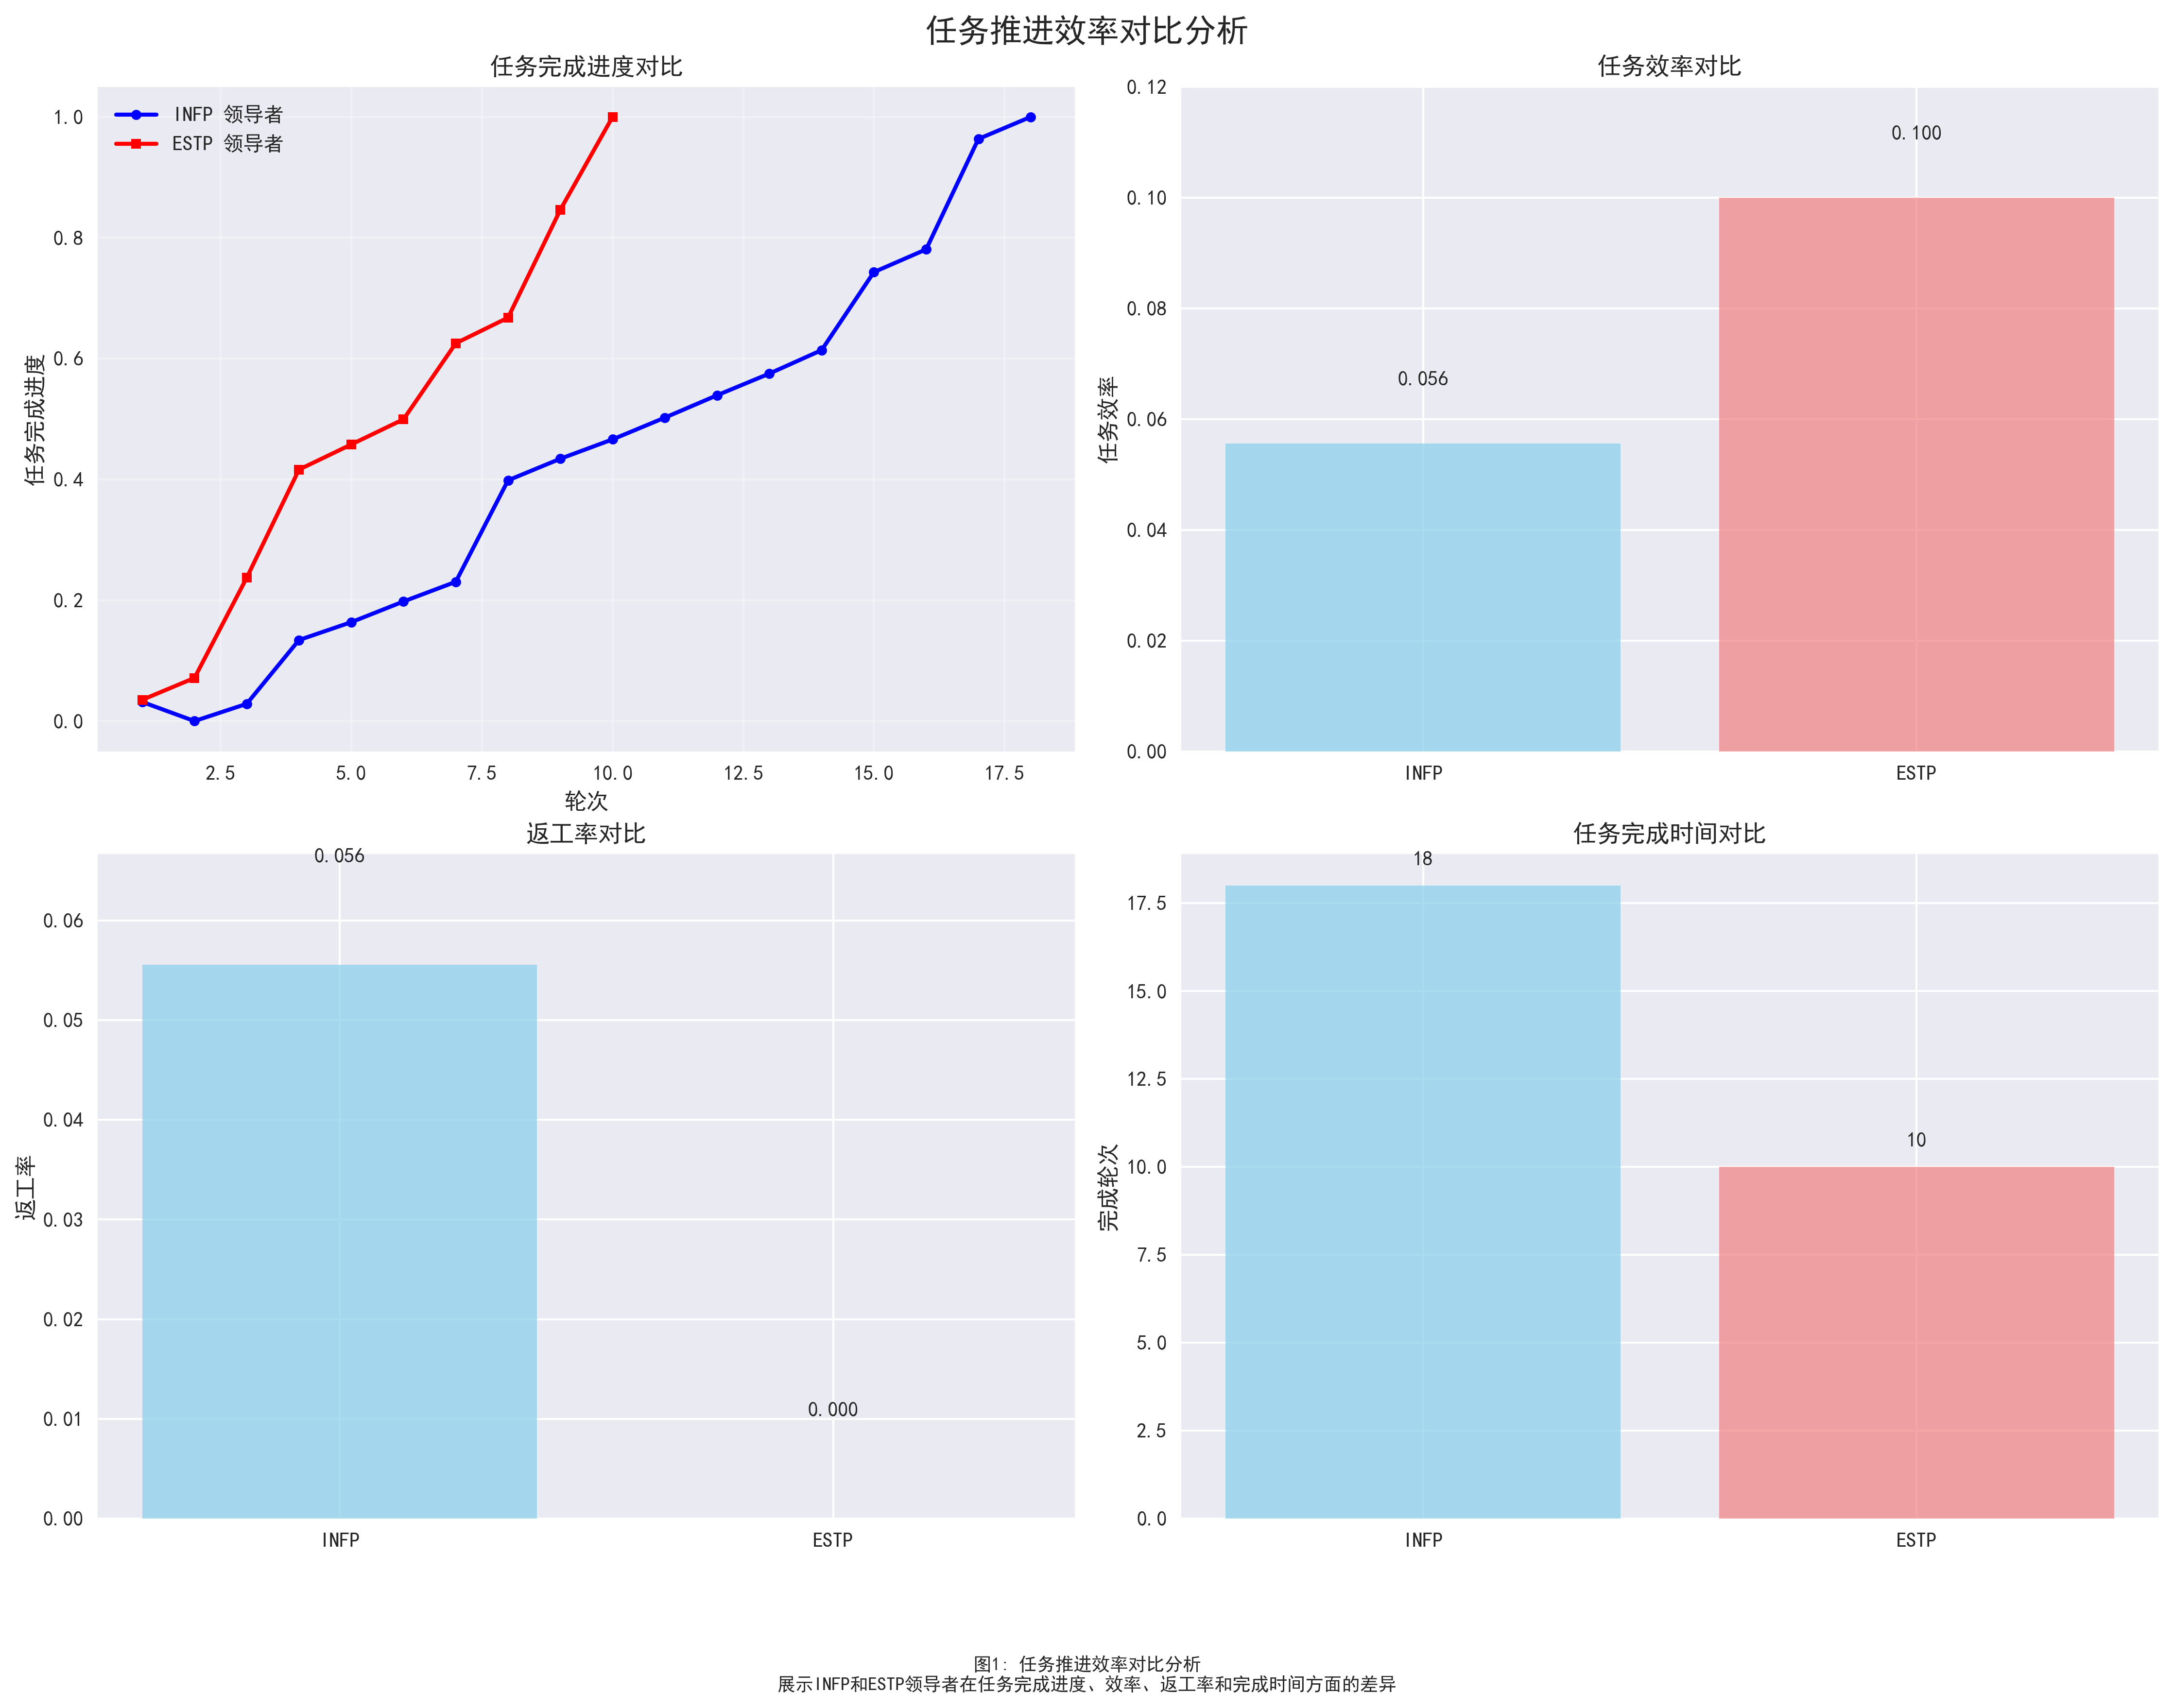 任务推进效率对比分析
任务完成进度对比
INFP 领导者
ESTP 领导者
任务完成进度
1.0
0.8
0.6
0.4
0.2
0.0
2.5 5.0 7.5 10.0 12.5 15.0 17.5
轮次
任务效率对比
任务效率
0.12
0.10
0.08
0.06
0.04
0.02
0.00
0.056
0.100
INFP ESTP
返工率对比
返工率
0.06
0.05
0.04
0.03
0.02
0.01
0.00
0.056
0.000
INFP ESTP
任务完成时间对比
完成轮次
17.5
15.0
12.5
10.0
7.5
5.0
2.5
0.0
18
10
INFP ESTP
图1: 任务推进效率对比分析
展示INFP和ESTP领导者在任务完成进度、效率、返工率和完成时间方面的差异